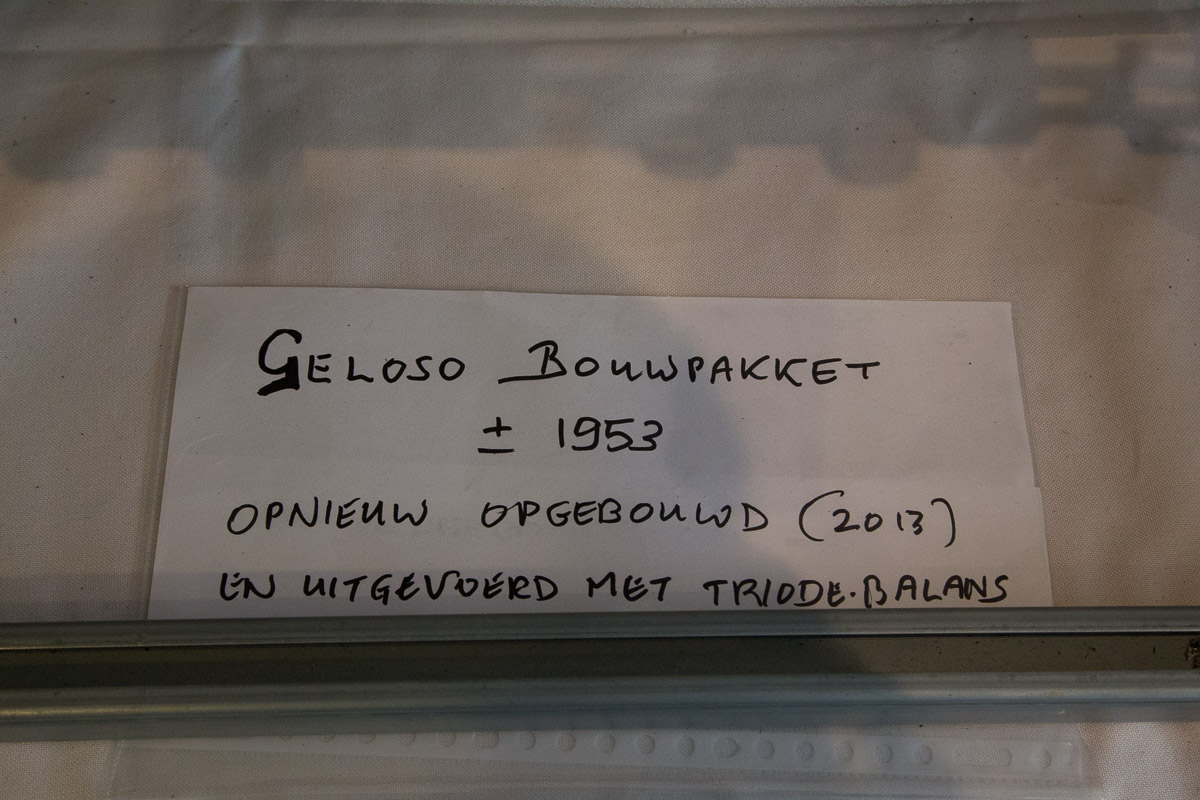 GELOSO BOUWPAKKET
± 1953
OPNIEUW OPGEBOUWD (2013)
EN UITGEVOERD MET TRIODE-BALANS